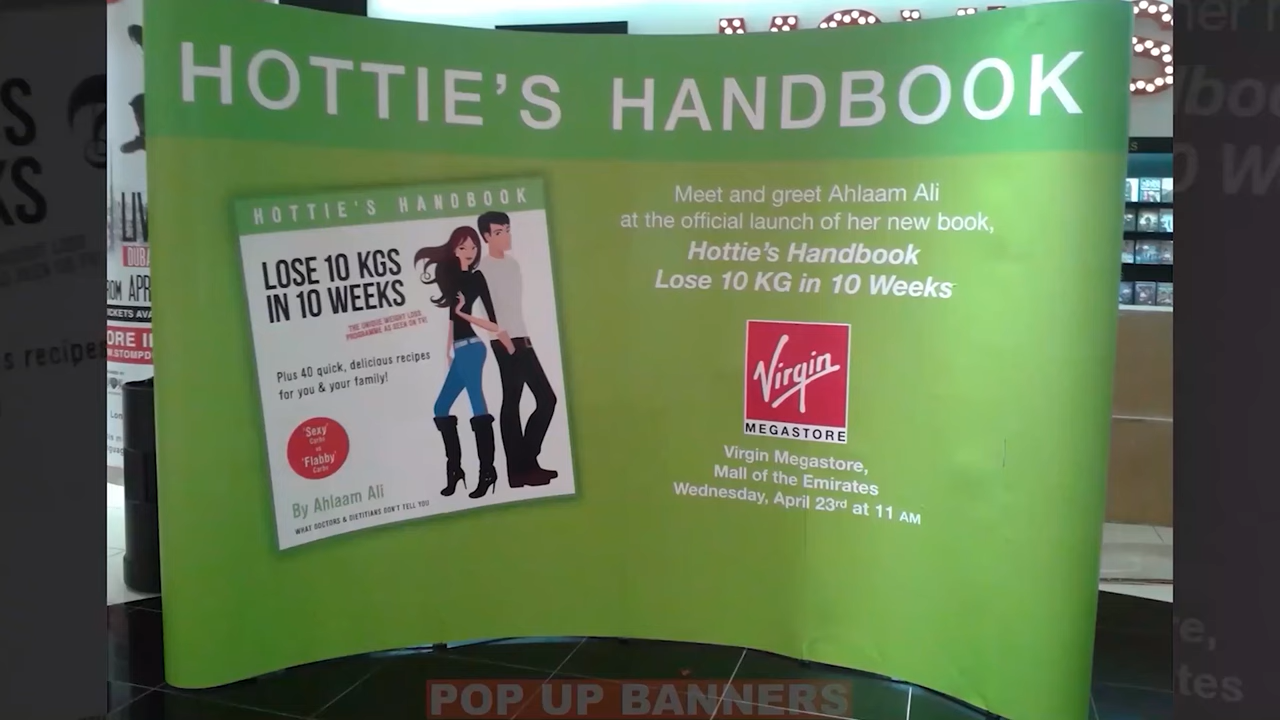 HOTTIE'S HANDBOOK
HOTTIE'S HANDBOOK
LOSE 10 KGS
IN 10 WEEKS
THE UNIQUE WEIGHT LOSS
PROGRAMME AS SEEN ON TV!
Plus 40 quick, delicious recipes
for you & your family!
'Sexy'
Carbs
vs
'Flabby'
Carbs
By Ahlaam Ali
WHAT DOCTORS & DIETITIANS DON'T TELL YOU
Meet and greet Ahlaam Ali
at the official launch of her new book,
Hottie's Handbook
Lose 10 KG in 10 Weeks
Virgin
MEGASTORE
Virgin Megastore,
Mall of the Emirates
Wednesday, April 23rd at 11 AM
POP UP BANNERS